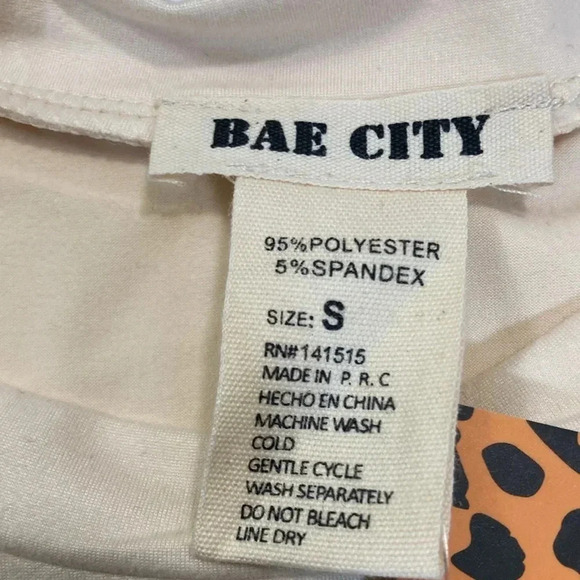 BAE CITY
95%POLYESTER
5%SPANDEX
SIZE: S
RN#141515
MADE IN P. R. C
HECHO EN CHINA
MACHINE WASH
COLD
GENTLE CYCLE
WASH SEPARATELY
DO NOT BLEACH
LINE DRY